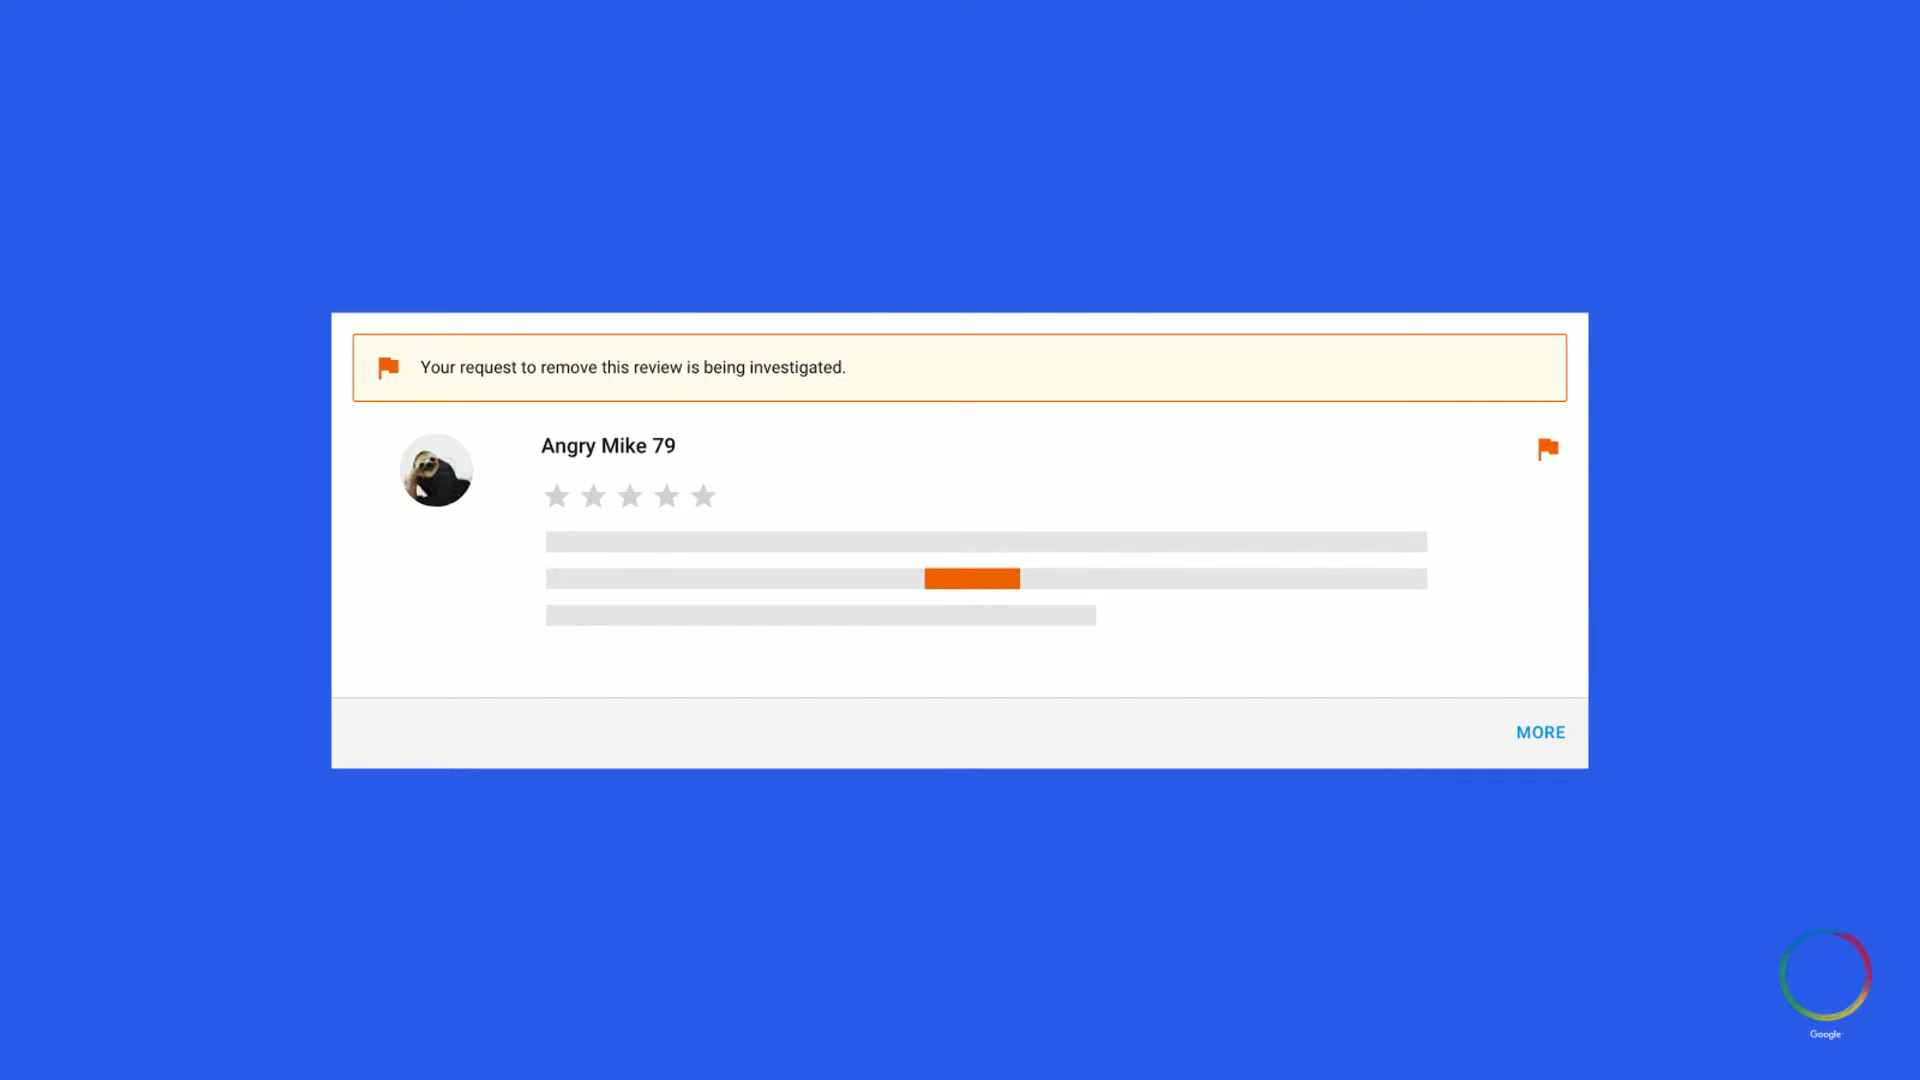 Your request to remove this review is being investigated.
Angry Mike 79
MORE
Google